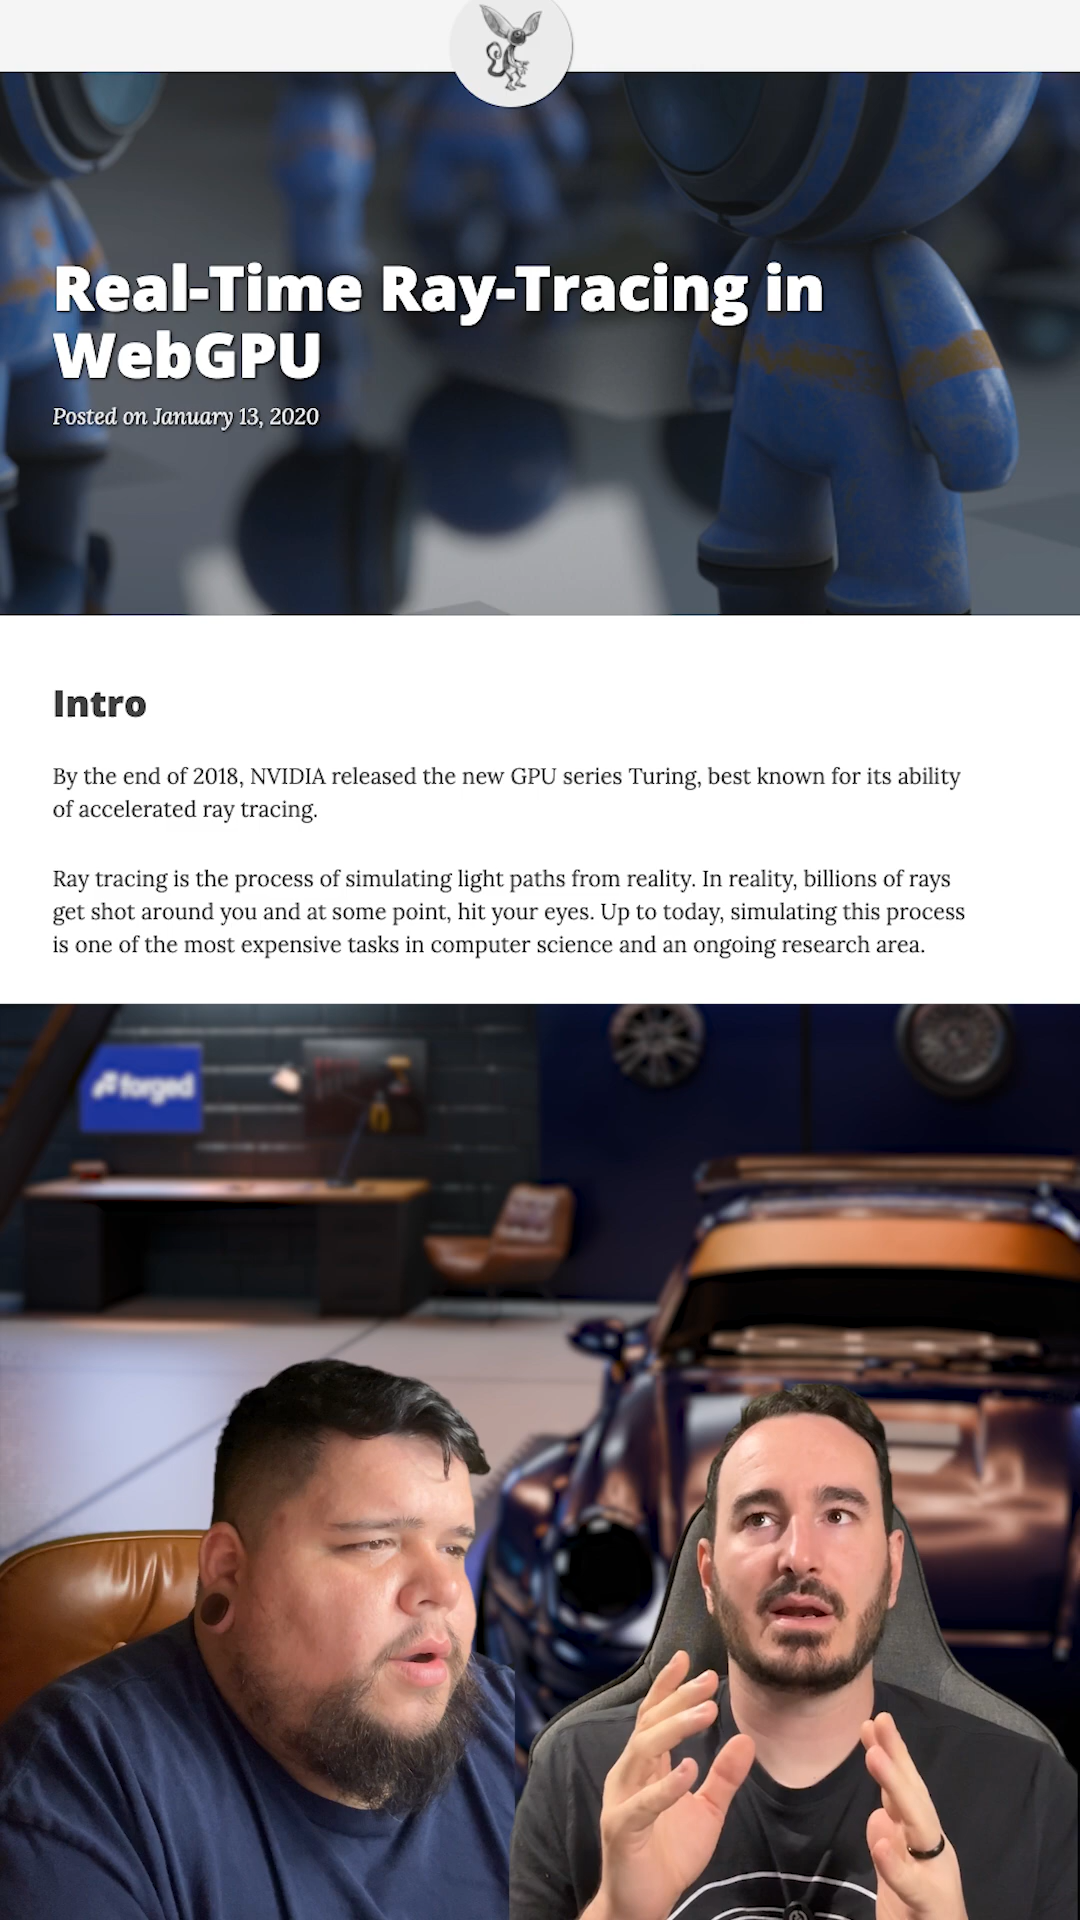 Real-Time Ray-Tracing in
WebGPU
Posted on January 13, 2020
Intro
By the end of 2018, NVIDIA released the new GPU series Turing, best known for its ability
of accelerated ray tracing.
Ray tracing is the process of simulating light paths from reality. In reality, billions of rays
get shot around you and at some point, hit your eyes. Up to today, simulating this process
is one of the most expensive tasks in computer science and an ongoing research area.
forged